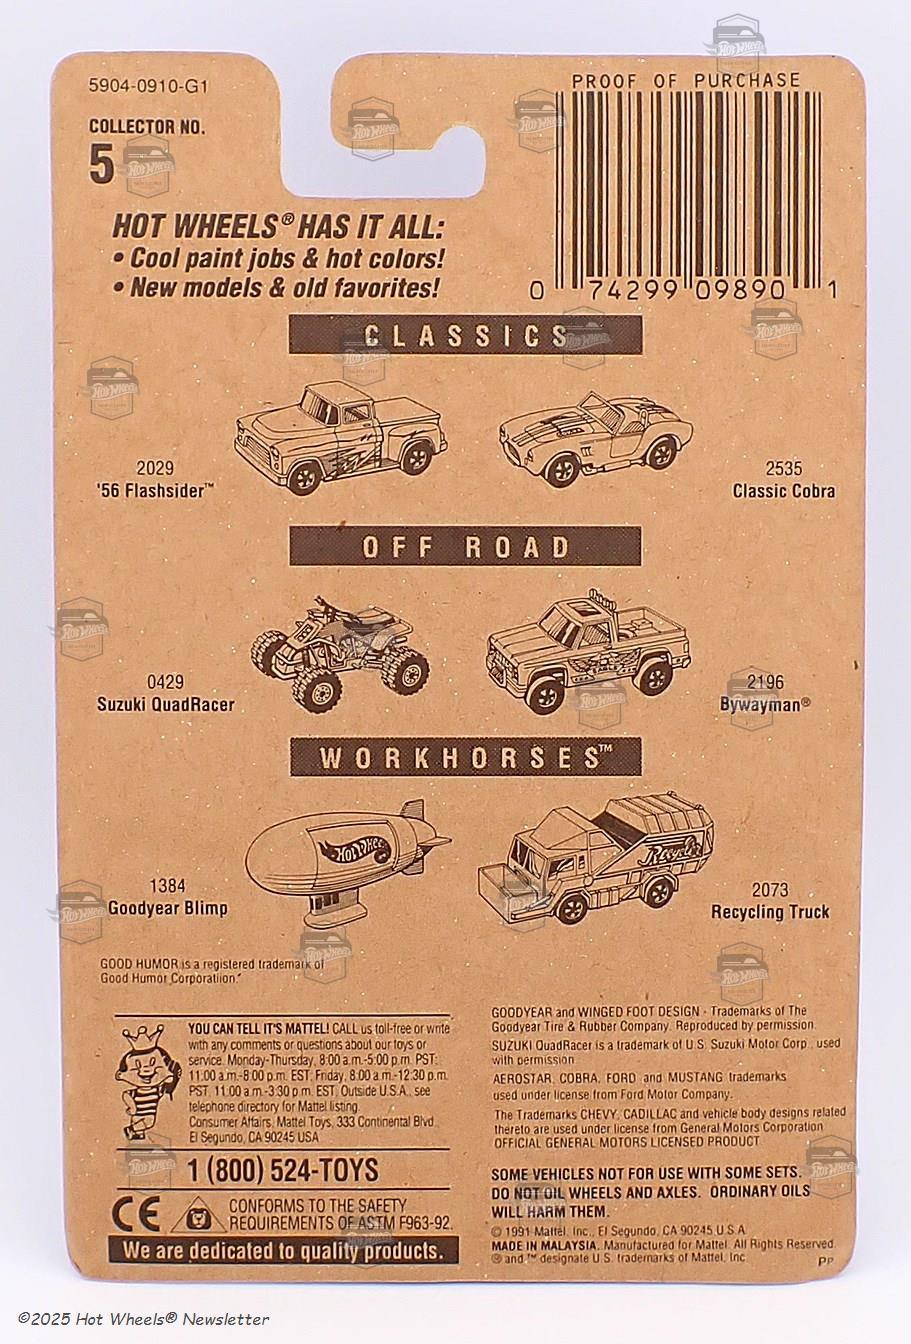 5904-0910-G1
PROOF OF PURCHASE
COLLECTOR NO.
5
HOT WHEELS® HAS IT ALL:
• Cool paint jobs & hot colors!
• New models & old favorites!
0 74299 09890 1
CLASSICS
2029
'56 Flashsider™
2535
Classic Cobra
OFF ROAD
0429
Suzuki QuadRacer
2196
Bywayman®
WORKHORSES™
Hot Wheels
Recycler
1384
Goodyear Blimp
2073
Recycling Truck
GOOD HUMOR is a registered trademark of
Good Humor Corporatiion.
YOU CAN TELL IT'S MATTEL! CALL us toll-free or write
with any comments or questions about our toys or
service. Monday-Thursday, 8:00 a.m.-5:00 p.m. PST:
11:00 a.m.-8:00 p.m. EST, Friday, 8:00 a.m.-12:30 p.m.
PST, 11:00 a.m.-3:30 p.m. EST. Outside U.S.A., see
telephone directory for Mattel listing.
Consumer Affairs, Mattel Toys, 333 Continental Blvd.,
El Segundo, CA 90245 USA
1 (800) 524-TOYS
CE
CONFORMS TO THE SAFETY
REQUIREMENTS OF ASTM F963-92.
We are dedicated to quality products.
GOODYEAR and WINGED FOOT DESIGN - Trademarks of The
Goodyear Tire & Rubber Company. Reproduced by permission.
SUZUKI QuadRacer is a trademark of U.S. Suzuki Motor Corp., used
with permission
AEROSTAR, COBRA, FORD and MUSTANG trademarks
used under license from Ford Motor Company.
The Trademarks CHEVY, CADILLAC and vehicle body designs related
thereto are used under license from General Motors Corporation
OFFICIAL GENERAL MOTORS LICENSED PRODUCT
SOME VEHICLES NOT FOR USE WITH SOME SETS.
DO NOT OIL WHEELS AND AXLES. ORDINARY OILS
WILL HARM THEM.
© 1991 Mattel, Inc., El Segundo, CA 90245 U.S.A.
MADE IN MALAYSIA. Manufactured for Mattel. All Rights Reserved.
® and ™ designate U.S. trademarks of Mattel, Inc.
PP
©2025 Hot Wheels® Newsletter